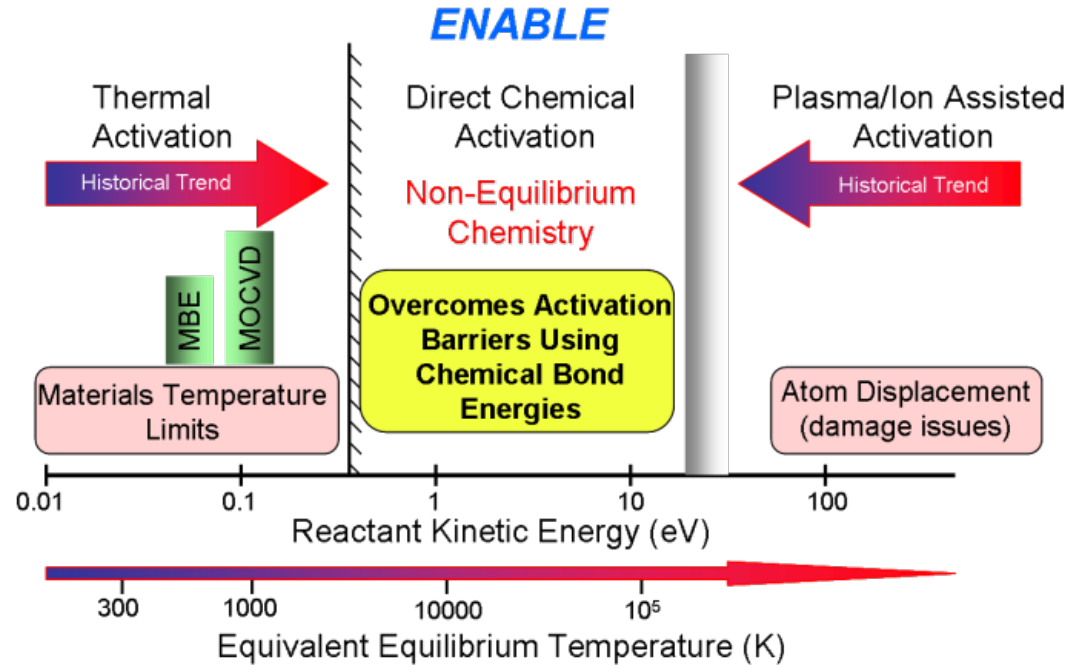 ENABLE
Thermal
Activation
Historical Trend
MBE
MOCVD
Materials Temperature
Limits
Direct Chemical
Activation
Non-Equilibrium
Chemistry
Overcomes Activation
Barriers Using
Chemical Bond
Energies
Plasma/Ion Assisted
Activation
Historical Trend
Atom Displacement
(damage issues)
0.01 0.1 1 10 100
Reactant Kinetic Energy (eV)
300 1000 10000 10⁵
Equivalent Equilibrium Temperature (K)